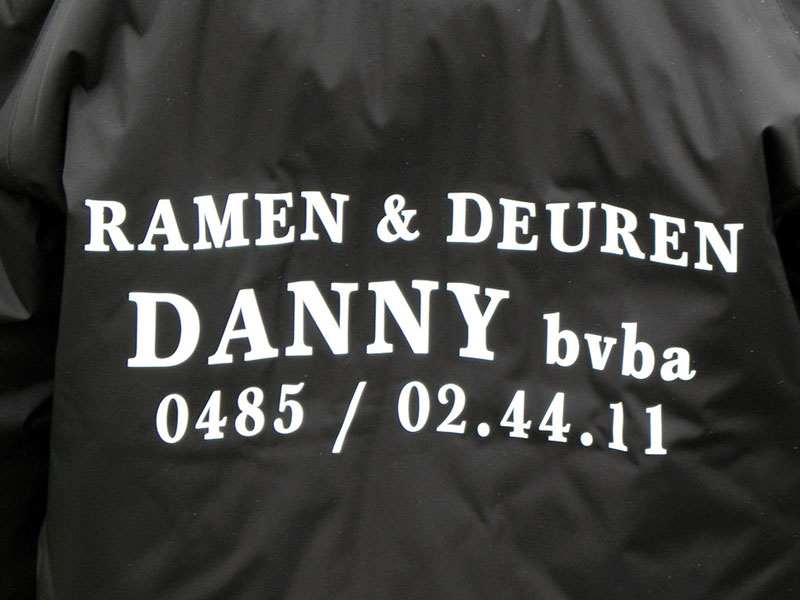 RAMEN & DEUREN
DANNY bvba
0485 / 02.44.11